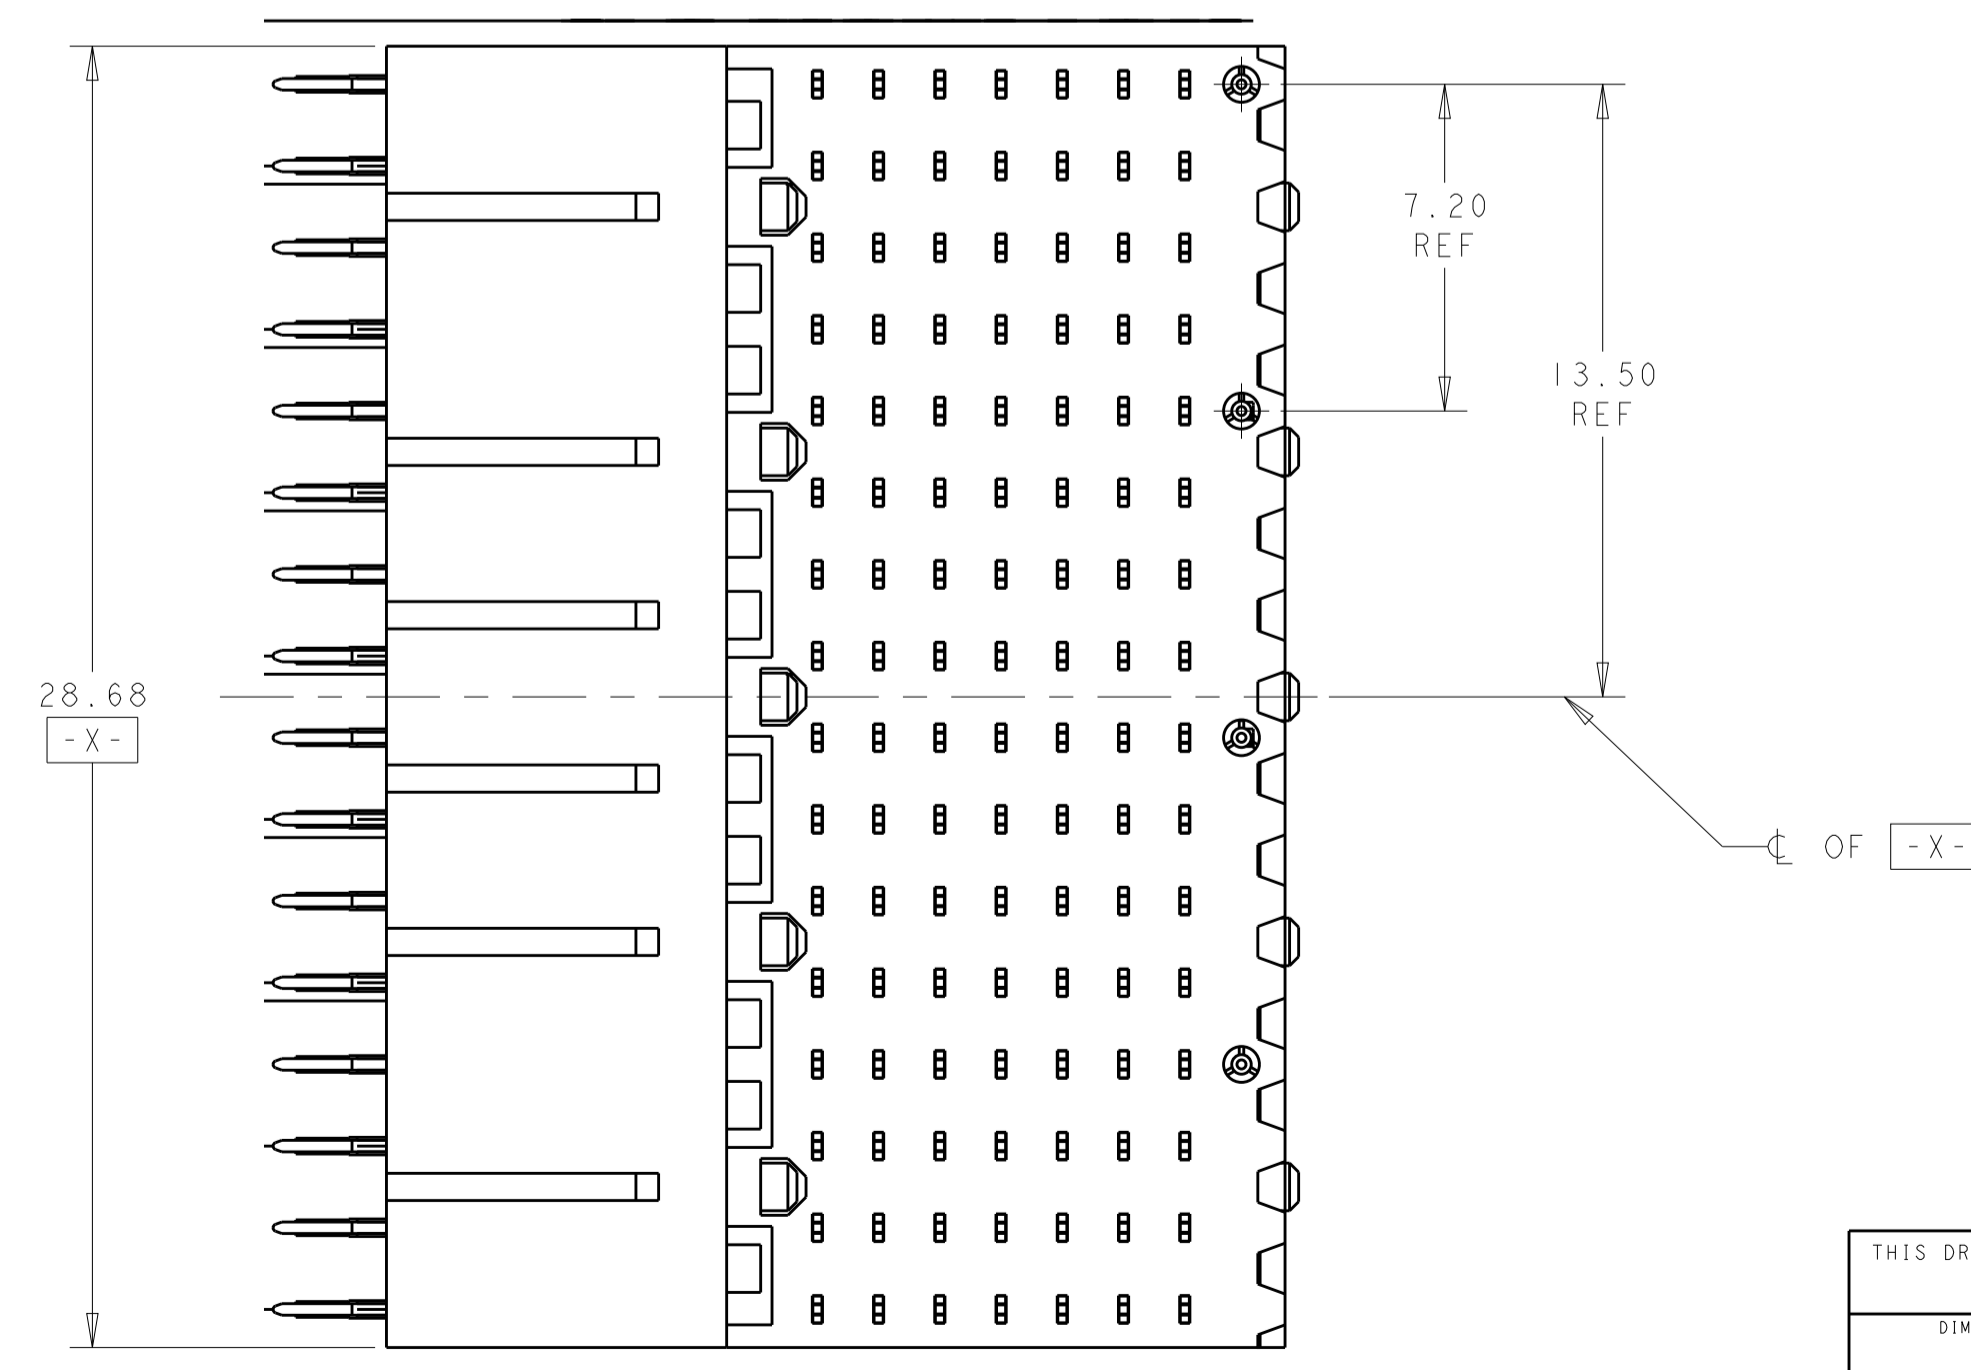 7.20
REF
13.50
REF
28.68
-X-
℄ OF -X-
THIS DR
DIM